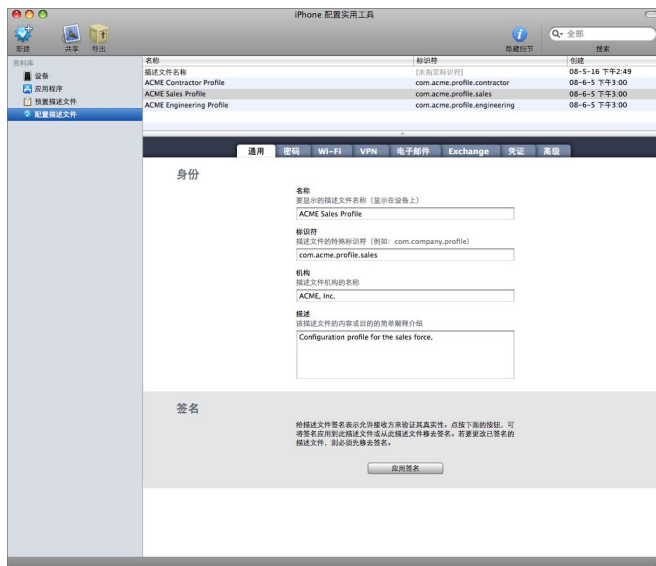 iPhone 配置实用工具
新建
共享
导出
隐藏细节
全部
搜索
资料库
设备
应用程序
预置描述文件
配置描述文件
名称 标识符 创建
描述文件名称 [未指定标识符] 08-5-16 下午2:49
ACME Contractor Profile com.acme.profile.contractor 08-6-5 下午3:00
ACME Sales Profile com.acme.profile.sales 08-6-5 下午3:00
ACME Engineering Profile com.acme.profile.engineering 08-6-5 下午3:00
通用 密码 Wi-Fi VPN 电子邮件 Exchange 凭证 高级
身份
名称
要显示的描述文件名称（显示在设备上）
ACME Sales Profile
标识符
描述文件的特殊标识符（例如：com.company.profile）
com.acme.profile.sales
机构
描述文件机构的名称
ACME, Inc.
描述
该描述文件的内容或目的的简单解释介绍
Configuration profile for the sales force.
签名
给描述文件签名表示允许接收方来验证其真实性。点按下面的按钮，可
将签名应用到此描述文件或从此描述文件移去签名。若要更改已签名的
描述文件，则必须先移去签名。
应用签名